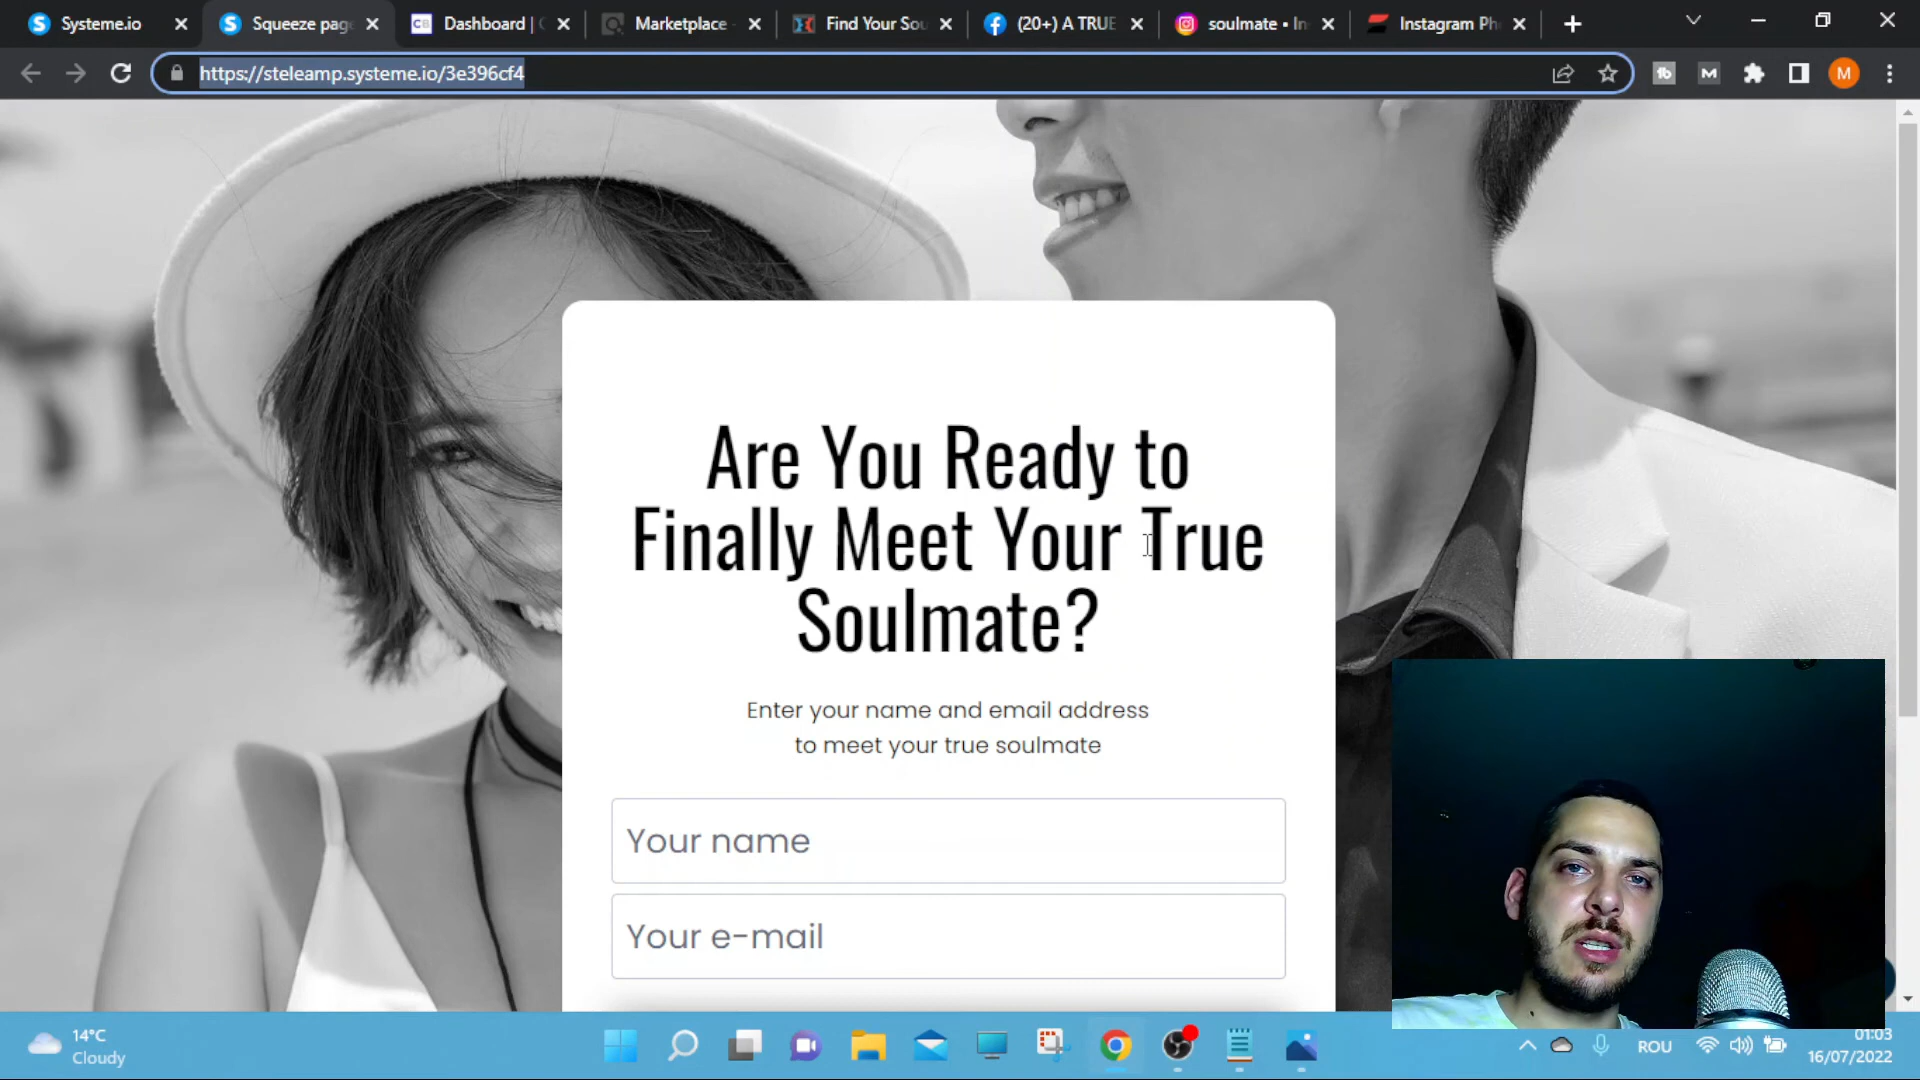 Systeme.io
Squeeze pag
Dashboard |
Marketplace
Find Your Sou
(20+) A TRUE
soulmate • In
Instagram Ph
https://steleamp.systeme.io/3e396cf4
M
Are You Ready to
Finally Meet Your True
Soulmate?
Enter your name and email address
to meet your true soulmate
Your name
Your e-mail
14°C
Cloudy
ROU
01:03
16/07/2022